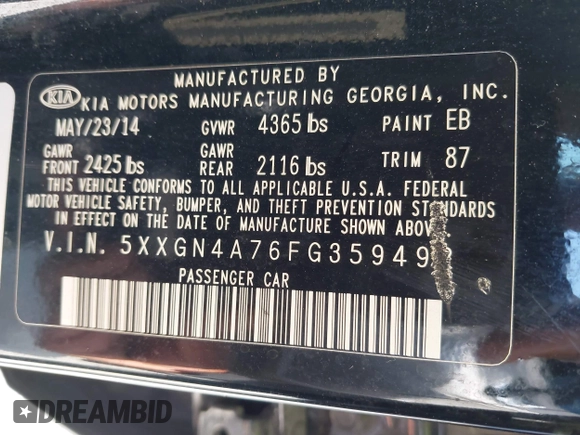 MANUFACTURED BY
KIA KIA MOTORS MANUFACTURING GEORGIA, INC.
MAY/23/14 GVWR 4365 lbs PAINT EB
GAWR FRONT 2425 lbs GAWR REAR 2116 lbs TRIM 87
THIS VEHICLE CONFORMS TO ALL APPLICABLE U.S.A. FEDERAL
MOTOR VEHICLE SAFETY, BUMPER, AND THEFT PREVENTION STANDARDS
IN EFFECT ON THE DATE OF MANUFACTURE SHOWN ABOVE.
V.I.N. 5XXGN4A76FG35949
PASSENGER CAR
DREAMBID